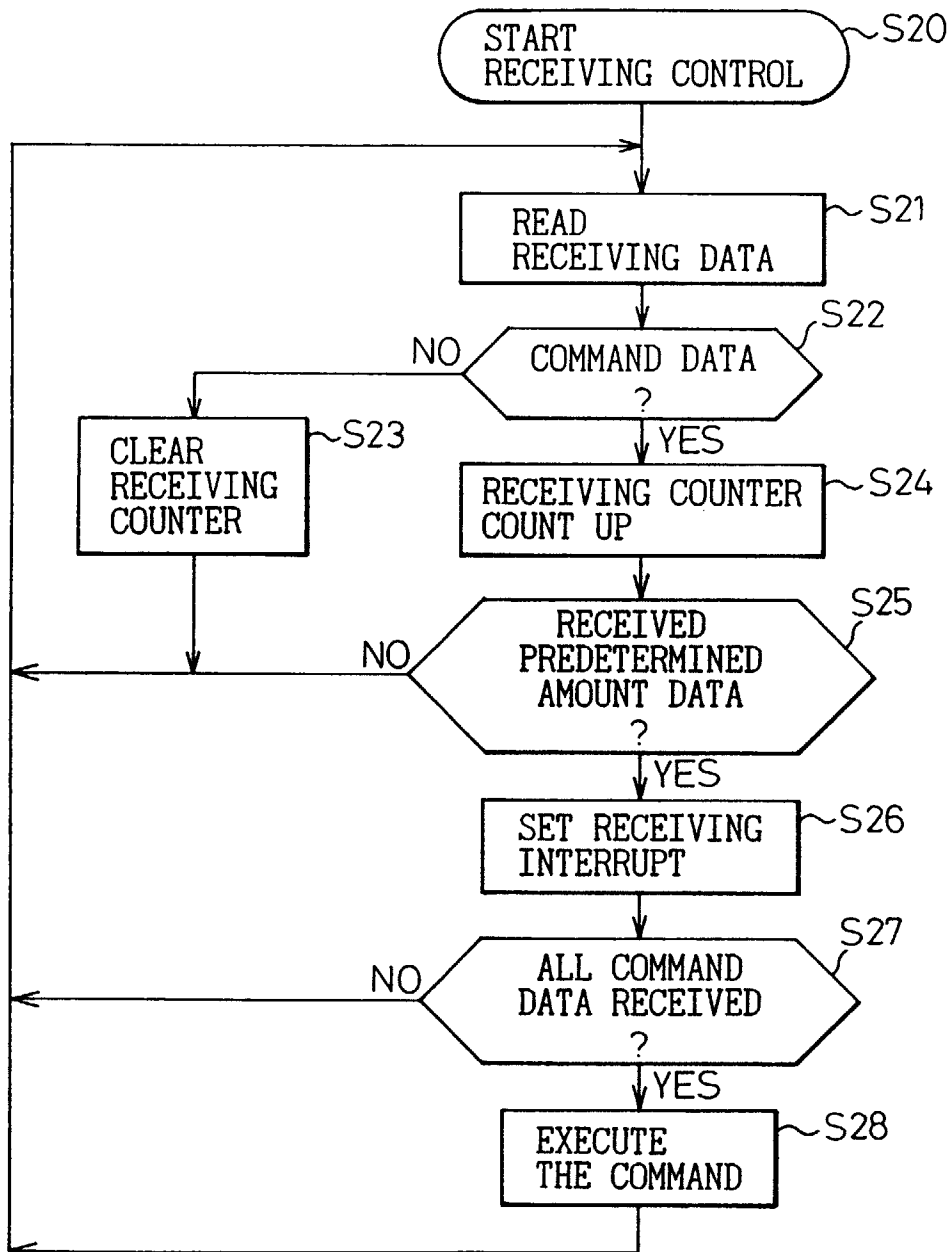 START
RECEIVING CONTROL
S20
READ
RECEIVING DATA
S21
COMMAND DATA
?
S22
NO
YES
CLEAR
RECEIVING
COUNTER
S23
RECEIVING COUNTER
COUNT UP
S24
RECEIVED
PREDETERMINED
AMOUNT DATA
?
S25
NO
YES
SET RECEIVING
INTERRUPT
S26
ALL COMMAND
DATA RECEIVED
?
S27
NO
YES
EXECUTE
THE COMMAND
S28